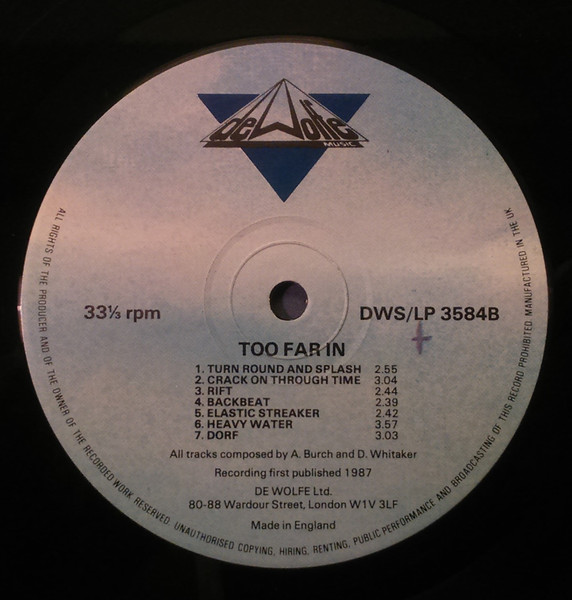 de Wolfe
MUSIC
33⅓ rpm
DWS/LP 3584B
TOO FAR IN
1. TURN ROUND AND SPLASH 2.55
2. CRACK ON THROUGH TIME 3.04
3. RIFT 2.44
4. BACKBEAT 2.39
5. ELASTIC STREAKER 2.42
6. HEAVY WATER 3.57
7. DORF 3.03
All tracks composed by A. Burch and D. Whitaker
Recording first published 1987
DE WOLFE Ltd.
80-88 Wardour Street, London W1V 3LF
Made in England
ALL RIGHTS OF THE PRODUCER AND OF THE OWNER OF THE RECORDED WORK RESERVED. UNAUTHORISED COPYING, HIRING, RENTING, PUBLIC PERFORMANCE AND BROADCASTING OF THIS RECORD PROHIBITED. MANUFACTURED IN THE UK.